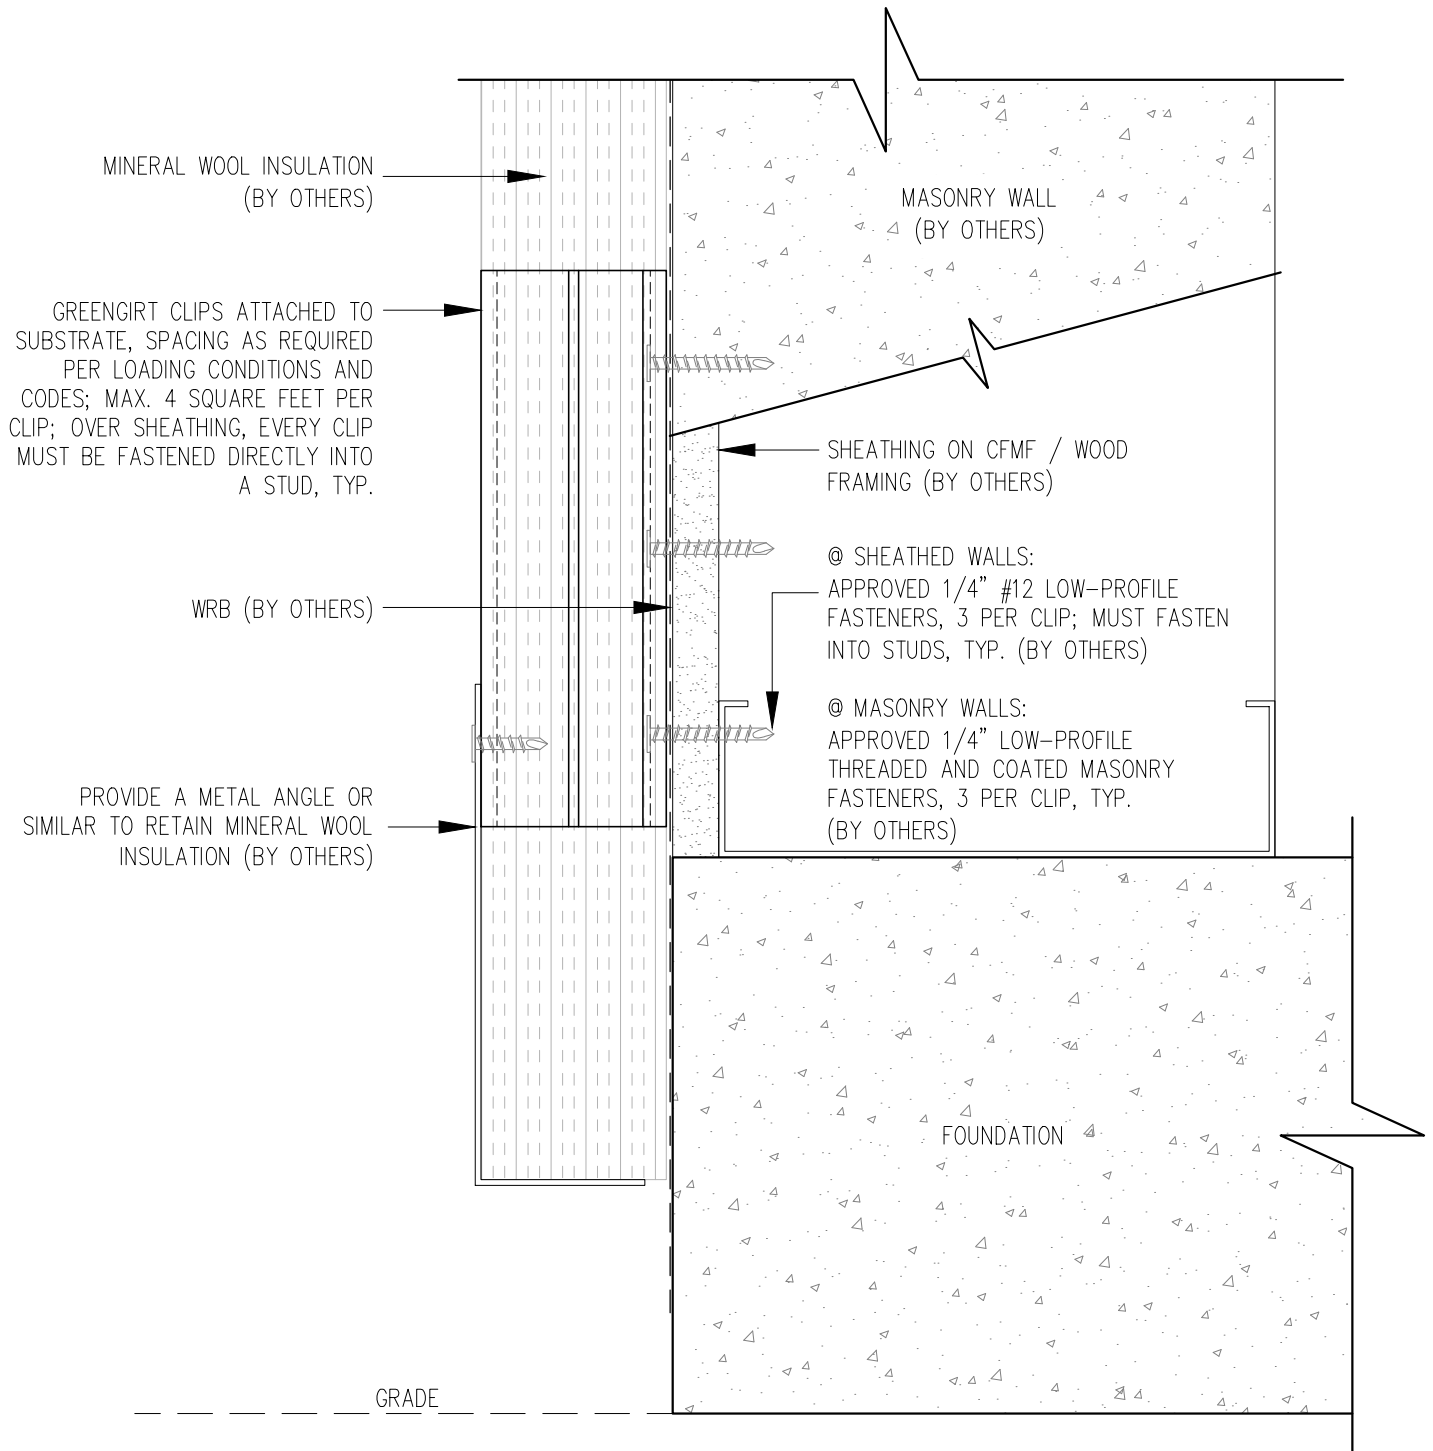 MINERAL WOOL INSULATION
(BY OTHERS)
MASONRY WALL
(BY OTHERS)
GREENGIRT CLIPS ATTACHED TO
SUBSTRATE, SPACING AS REQUIRED
PER LOADING CONDITIONS AND
CODES; MAX. 4 SQUARE FEET PER
CLIP; OVER SHEATHING, EVERY CLIP
MUST BE FASTENED DIRECTLY INTO
A STUD, TYP.
SHEATHING ON CFMF / WOOD
FRAMING (BY OTHERS)
@ SHEATHED WALLS:
APPROVED 1/4" #12 LOW-PROFILE
FASTENERS, 3 PER CLIP; MUST FASTEN
INTO STUDS, TYP. (BY OTHERS)
WRB (BY OTHERS)
@ MASONRY WALLS:
APPROVED 1/4" LOW-PROFILE
THREADED AND COATED MASONRY
FASTENERS, 3 PER CLIP, TYP.
(BY OTHERS)
PROVIDE A METAL ANGLE OR
SIMILAR TO RETAIN MINERAL WOOL
INSULATION (BY OTHERS)
FOUNDATION
GRADE